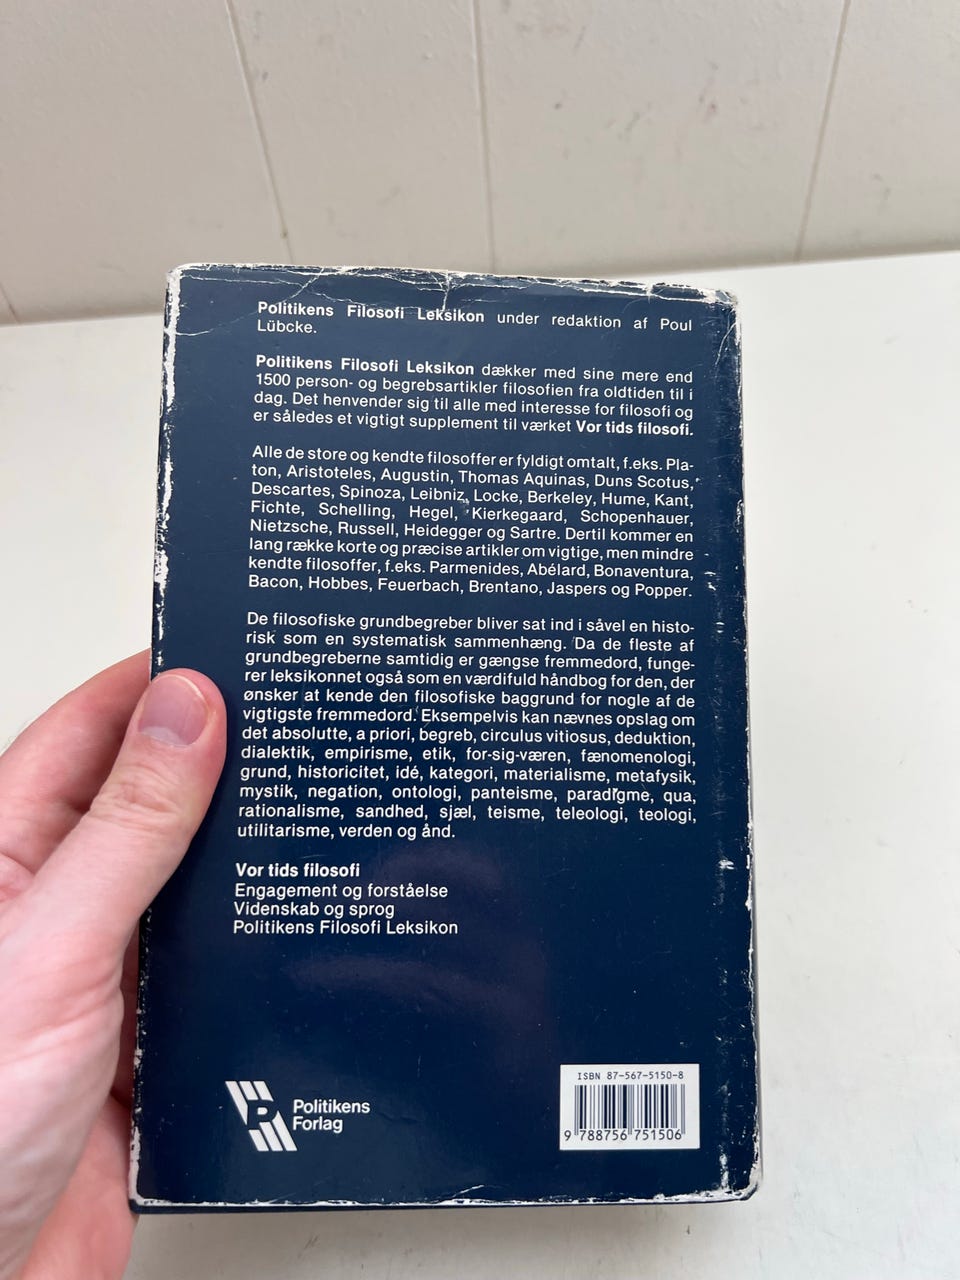 Politikens Filosofi Leksikon under redaktion af Poul
Lübcke.
Politikens Filosofi Leksikon dækker med sine mere end
1500 person- og begrebsartikler filosofien fra oldtiden til i
dag. Det henvender sig til alle med interesse for filosofi og
er således et vigtigt supplement til værket Vor tids filosofi.
Alle de store og kendte filosoffer er fyldigt omtalt, f.eks. Pla-
ton, Aristoteles, Augustin, Thomas Aquinas, Duns Scotus,
Descartes, Spinoza, Leibniz, Locke, Berkeley, Hume, Kant,
Fichte, Schelling, Hegel, Kierkegaard, Schopenhauer,
Nietzsche, Russell, Heidegger og Sartre. Dertil kommer en
lang række korte og præcise artikler om vigtige, men mindre
kendte filosoffer, f.eks. Parmenides, Abélard, Bonaventura,
Bacon, Hobbes, Feuerbach, Brentano, Jaspers og Popper.
De filosofiske grundbegreber bliver sat ind i såvel en histo-
risk som en systematisk sammenhæng. Da de fleste af
grundbegreberne samtidig er gængse fremmedord, funge-
rer leksikonnet også som en værdifuld håndbog for den, der
ønsker at kende den filosofiske baggrund for nogle af de
vigtigste fremmedord. Eksempelvis kan nævnes opslag om
det absolutte, a priori, begreb, circulus vitiosus, deduktion,
dialektik, empirisme, etik, for-sig-væren, fænomenologi,
grund, historicitet, idé, kategori, materialisme, metafysik,
mystik, negation, ontologi, panteisme, paradigme, qua,
rationalisme, sandhed, sjæl, teisme, teleologi, teologi,
utilitarisme, verden og ånd.
Vor tids filosofi
Engagement og forståelse
Videnskab og sprog
Politikens Filosofi Leksikon
P
Politikens
Forlag
ISBN 87-567-5150-8
9 788756 751506